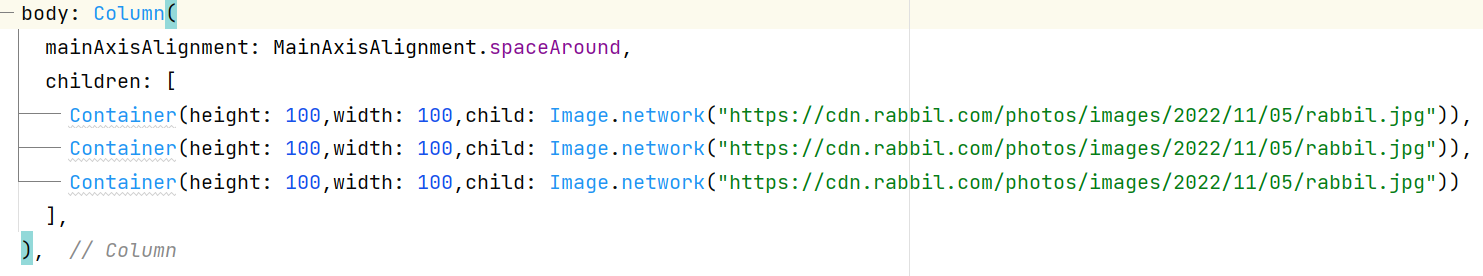 body: Column(
mainAxisAlignment: MainAxisAlignment.spaceAround,
children: [
Container(height: 100,width: 100,child: Image.network("https://cdn.rabbil.com/photos/images/2022/11/05/rabbil.jpg")),
Container(height: 100,width: 100,child: Image.network("https://cdn.rabbil.com/photos/images/2022/11/05/rabbil.jpg")),
Container(height: 100,width: 100,child: Image.network("https://cdn.rabbil.com/photos/images/2022/11/05/rabbil.jpg"))
],
), // Column